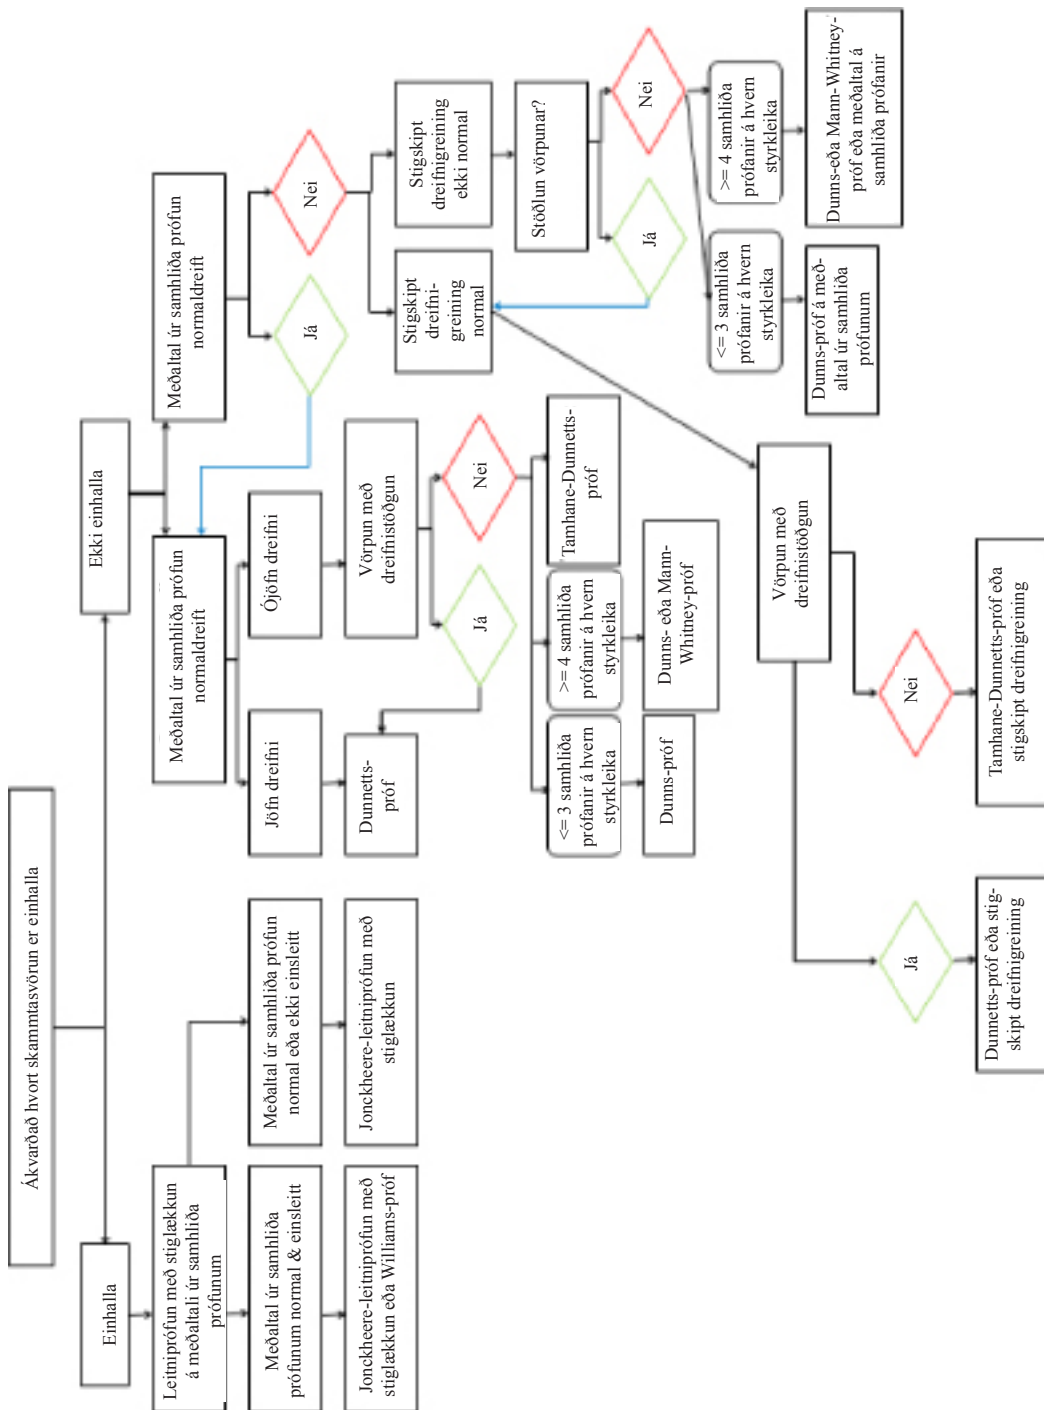 Ákvarðað hvort skammtasvörun er einhalla
Einhalla
Ekki einhalla
Leitniprófun með stiglækkun
á meðaltali úr samhliða
prófunum
Meðaltal úr samhliða
prófunum normal & einsleitt
Jonckheere-leitniprófun með
stiglækkun eða Williams-próf
Meðaltal úr samhliða prófun
normal eða ekki einsleitt
Jonckheere-leitniprófun með
stiglækkun
Meðaltal úr samhliða prófun
normaldreift
Jöfn dreifni
Dunnetts-
próf
Ójöfn dreifni
Vörpun með
dreifnistöðgun
Já
Nei
<= 3 samhliða
prófanir á hvern
styrkleika
Dunns-próf
>= 4 samhliða
prófanir á hvern
styrkleika
Dunns- eða Mann-
Whitney-próf
Tamhane-Dunnetts-
próf
Meðaltal úr samhliða prófun
normaldreift
Já
Nei
Stigskipt
dreifni-
greining
normal
Stigskipt
dreifnigreining
ekki normal
Stöðlun vörpunar?
Já
Nei
<= 3 samhliða
prófanir á hvern
styrkleika
Dunns-próf á með-
altal úr samhliða
prófunum
>= 4 samhliða
prófanir á hvern
styrkleika
Dunns-eða Mann-Whitney-
próf eða meðaltal á
samhliða prófanir
Vörpun með
dreifnistöðgun
Já
Nei
Dunnetts-próf eða stig-
skipt dreifnigreining
Tamhane-Dunnetts-próf eða
stigskipt dreifnigreining